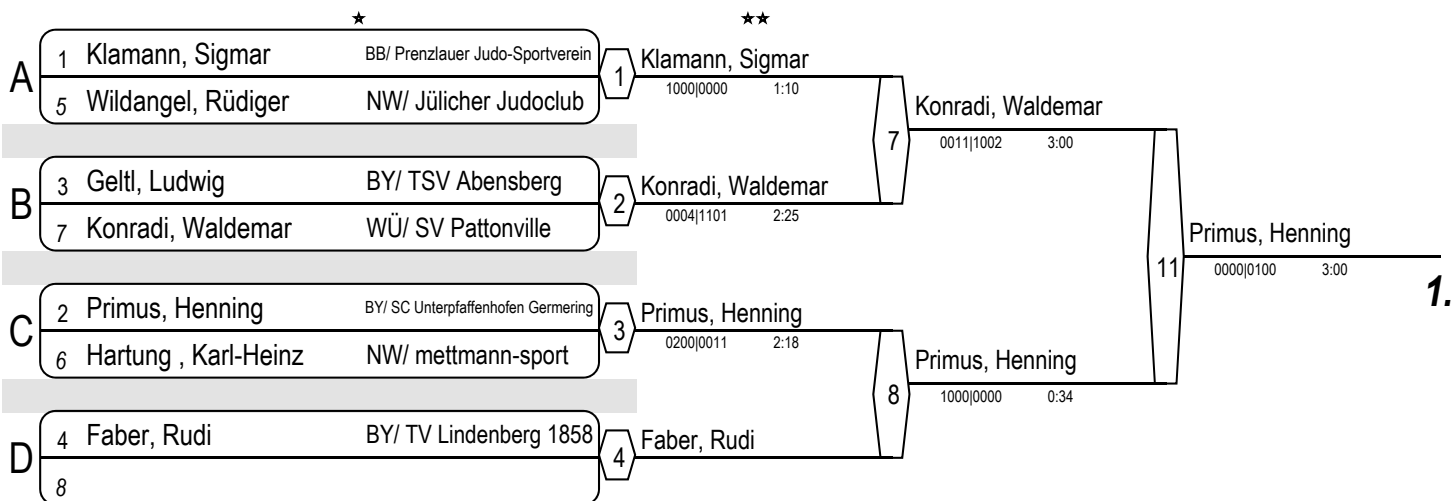 ★ ★★
A
1 Klamann, Sigmar BB/ Prenzlauer Judo-Sportverein
5 Wildangel, Rüdiger NW/ Jülicher Judoclub
1
Klamann, Sigmar
1000|0000 1:10
B
3 Geltl, Ludwig BY/ TSV Abensberg
7 Konradi, Waldemar WÜ/ SV Pattonville
2
Konradi, Waldemar
0004|1101 2:25
7
Konradi, Waldemar
0011|1002 3:00
C
2 Primus, Henning BY/ SC Unterpfaffenhofen Germering
6 Hartung , Karl-Heinz NW/ mettmann-sport
3
Primus, Henning
0200|0011 2:18
D
4 Faber, Rudi BY/ TV Lindenberg 1858
8
4
Faber, Rudi
8
Primus, Henning
1000|0000 0:34
11
Primus, Henning
0000|0100 3:00
1.